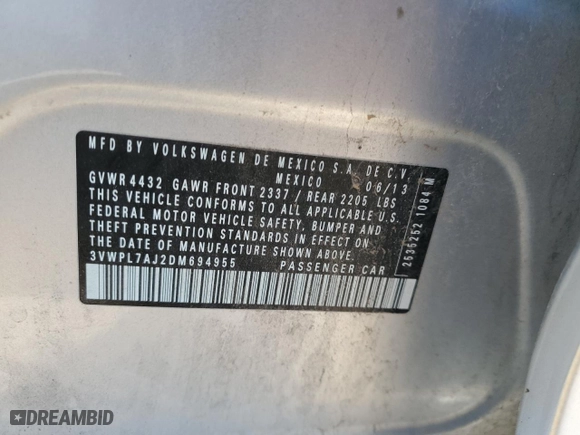 MFD BY VOLKSWAGEN DE MEXICO S.A. DE C.V.
MEXICO 06/13
GVWR 4432 GAWR FRONT 2337 / REAR 2205 LBS
THIS VEHICLE CONFORMS TO ALL APPLICABLE U.S.
FEDERAL MOTOR VEHICLE SAFETY, BUMPER AND
THEFT PREVENTION STANDARDS IN EFFECT ON
THE DATE OF MANUFACTURE SHOWN ABOVE.
3VWPL7AJ2DM694955 PASSENGER CAR
2535252 1084 M
DREAMBID